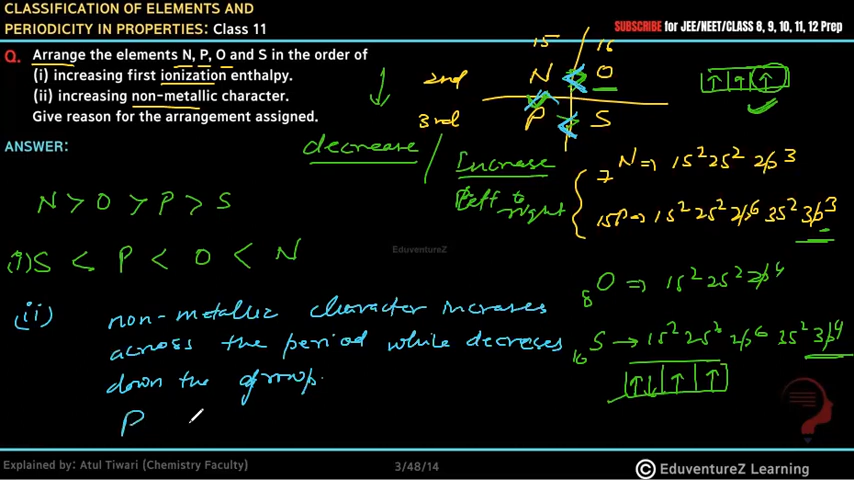 CLASSIFICATION OF ELEMENTS AND
PERIODICITY IN PROPERTIES: Class 11
SUBSCRIBE for JEE/NEET/CLASS 8, 9, 10, 11, 12 Prep
Q. Arrange the elements N, P, O and S in the order of
(i) increasing first ionization enthalpy.
(ii) increasing non-metallic character.
Give reason for the arrangement assigned.
ANSWER:
15 16
2nd N O
3rd P S
decrease / Increase
Left to right
N > O > P > S
(i) S < P < O < N
(ii) non-metallic character increases
across the period while decreses
down the group.
P
7N ⇒ 1s² 2s² 2p³
15P ⇒ 1s² 2s² 2p⁶ 3s² 3p³
8O ⇒ 1s² 2s² 2p⁴
16S → 1s² 2s² 2p⁶ 3s² 3p⁴
EduventureZ
Explained by: Atul Tiwari (Chemistry Faculty)
3/48/14
© EduventureZ Learning